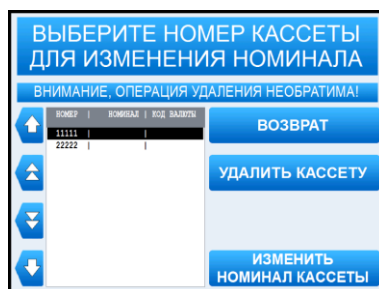 ВЫБЕРИТЕ НОМЕР КАССЕТЫ
ДЛЯ ИЗМЕНЕНИЯ НОМИНАЛА
ВНИМАНИЕ, ОПЕРАЦИЯ УДАЛЕНИЯ НЕОБРАТИМА!
НОМЕР | НОМИНАЛ | КОД ВАЛЮТЫ
11111 | |
22222 | |
ВОЗВРАТ
УДАЛИТЬ КАССЕТУ
ИЗМЕНИТЬ
НОМИНАЛ КАССЕТЫ